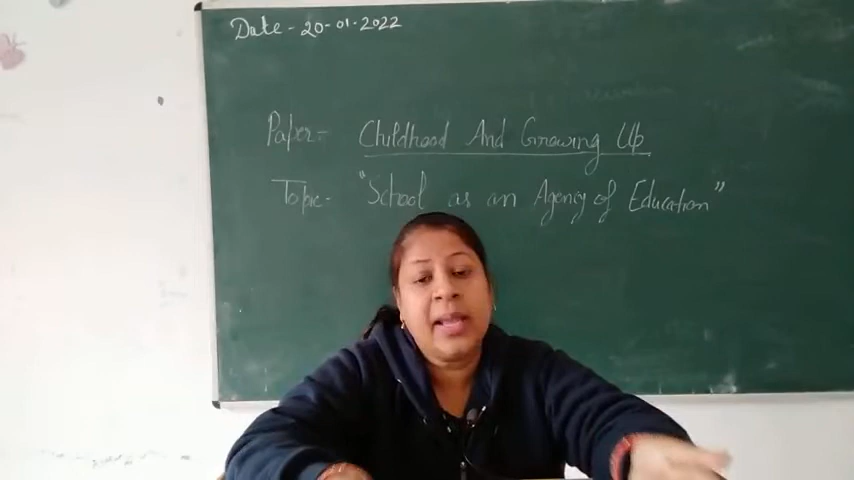 Date - 20-01-2022
Paper - Childhood And Growing Up
Topic - "School as an Agency of Education"